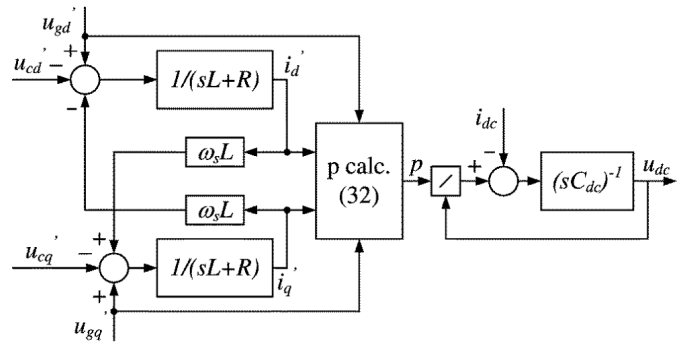 u_gd'
+
u_cd'
−
−
1/(sL+R)
i_d'
ω_sL
ω_sL
p calc.
(32)
p
/
+
−
i_dc
(sC_dc)^-1
u_dc
+
u_cq'
−
+
1/(sL+R)
i_q'
u_gq'